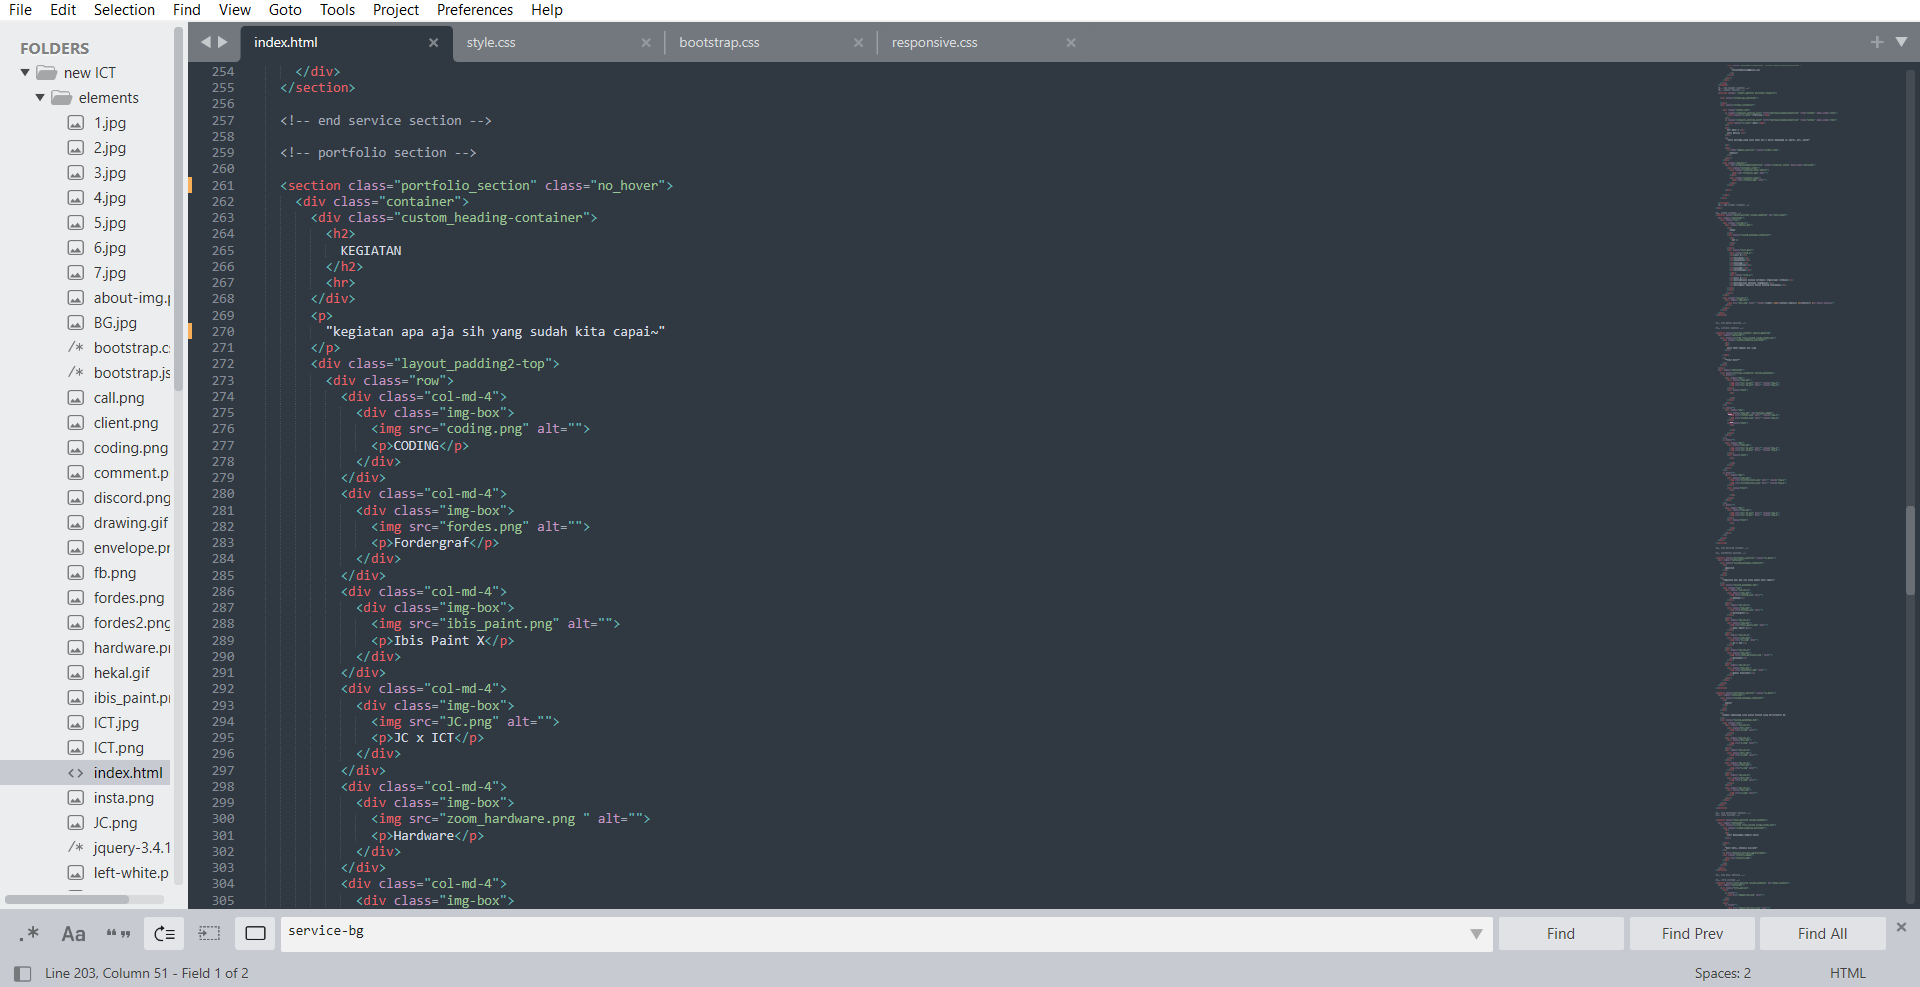 File Edit Selection Find View Goto Tools Project Preferences Help
FOLDERS
new ICT
elements
1.jpg
2.jpg
3.jpg
4.jpg
5.jpg
6.jpg
7.jpg
about-img.p
BG.jpg
/* bootstrap.cs
/* bootstrap.js
call.png
client.png
coding.png
comment.p
discord.png
drawing.gif
envelope.pr
fb.png
fordes.png
fordes2.png
hardware.pr
hekal.gif
ibis_paint.pr
ICT.jpg
ICT.png
<> index.html
insta.png
JC.png
/* jquery-3.4.1
left-white.p
index.html style.css bootstrap.css responsive.css
254 </div>
255 </section>
256
257 <!-- end service section -->
258
259 <!-- portfolio section -->
260
261 <section class="portfolio_section" class="no_hover">
262 <div class="container">
263 <div class="custom_heading-container">
264 <h2>
265 KEGIATAN
266 </h2>
267 <hr>
268 </div>
269 <p>
270 "kegiatan apa aja sih yang sudah kita capai~"
271 </p>
272 <div class="layout_padding2-top">
273 <div class="row">
274 <div class="col-md-4">
275 <div class="img-box">
276 <img src="coding.png" alt="">
277 <p>CODING</p>
278 </div>
279 </div>
280 <div class="col-md-4">
281 <div class="img-box">
282 <img src="fordes.png" alt="">
283 <p>Fordergraf</p>
284 </div>
285 </div>
286 <div class="col-md-4">
287 <div class="img-box">
288 <img src="ibis_paint.png" alt="">
289 <p>Ibis Paint X</p>
290 </div>
291 </div>
292 <div class="col-md-4">
293 <div class="img-box">
294 <img src="JC.png" alt="">
295 <p>JC x ICT</p>
296 </div>
297 </div>
298 <div class="col-md-4">
299 <div class="img-box">
300 <img src="zoom_hardware.png " alt="">
301 <p>Hardware</p>
302 </div>
303 </div>
304 <div class="col-md-4">
305 <div class="img-box">
.* Aa “” service-bg Find Find Prev Find All
Line 203, Column 51 - Field 1 of 2 Spaces: 2 HTML